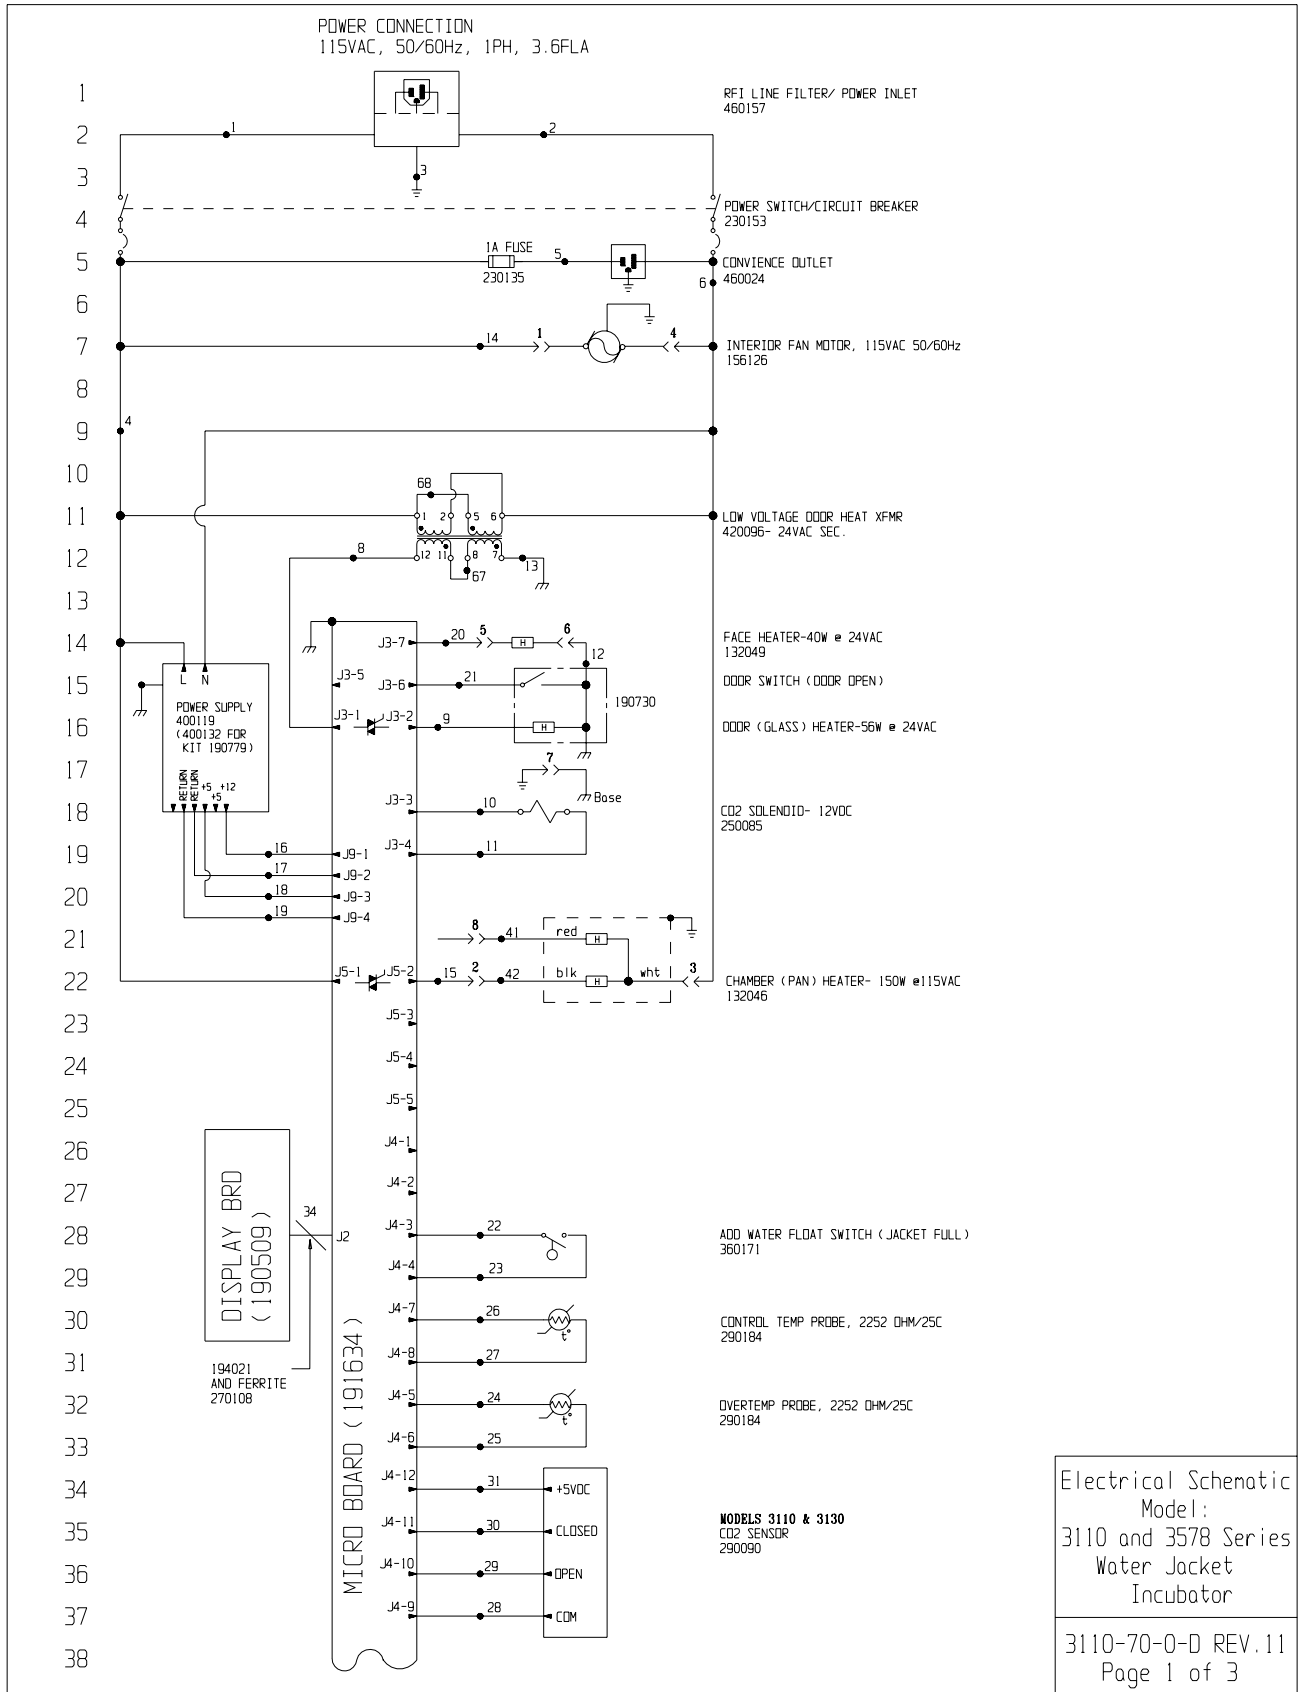 POWER CONNECTION
115VAC, 50/60Hz, 1PH, 3.6FLA
1
RFI LINE FILTER/ POWER INLET
460157
2
1
2
3
3
4
POWER SWITCH/CIRCUIT BREAKER
230153
5
1A FUSE
230135
5
CONVIENCE OUTLET
460024
6
6
7
14
1
4
INTERIOR FAN MOTOR, 115VAC 50/60Hz
156126
8
9
4
10
68
11
1 2 5 6
LOW VOLTAGE DOOR HEAT XFMR
420096- 24VAC SEC.
12
8
12 11 8 7
13
67
13
14
J3-7
20
5
H
6
FACE HEATER-40W @ 24VAC
132049
12
15
L N
J3-5
J3-6
21
190730
DOOR SWITCH (DOOR OPEN)
POWER SUPPLY
400119
(400132 FOR
KIT 190779)
16
J3-1
J3-2
9
H
DOOR (GLASS) HEATER-56W @ 24VAC
17
7
RETURN
RETURN
+5
+5
+12
18
J3-3
10
Base
CO2 SOLENOID- 12VDC
250085
19
16
J9-1
J3-4
11
17
J9-2
20
18
J9-3
19
J9-4
21
8
41
red
H
22
J5-1
J5-2
15
2
42
blk
H
wht
3
CHAMBER (PAN) HEATER- 150W @115VAC
132046
23
J5-3
24
J5-4
25
J5-5
26
J4-1
27
J4-2
DISPLAY BRD
(190509)
34
28
J2
J4-3
22
ADD WATER FLOAT SWITCH (JACKET FULL)
360171
29
J4-4
23
30
J4-7
26
t°
CONTROL TEMP PROBE, 2252 OHM/25C
290184
31
J4-8
27
194021
AND FERRITE
270108
MICRO BOARD (191634)
32
J4-5
24
t°
OVERTEMP PROBE, 2252 OHM/25C
290184
33
J4-6
25
34
J4-12
31
+5VDC
35
J4-11
30
CLOSED
MODELS 3110 & 3130
CO2 SENSOR
290090
36
J4-10
29
OPEN
37
J4-9
28
COM
38
Electrical Schematic
Model:
3110 and 3578 Series
Water Jacket
Incubator
3110-70-0-D REV.11
Page 1 of 3